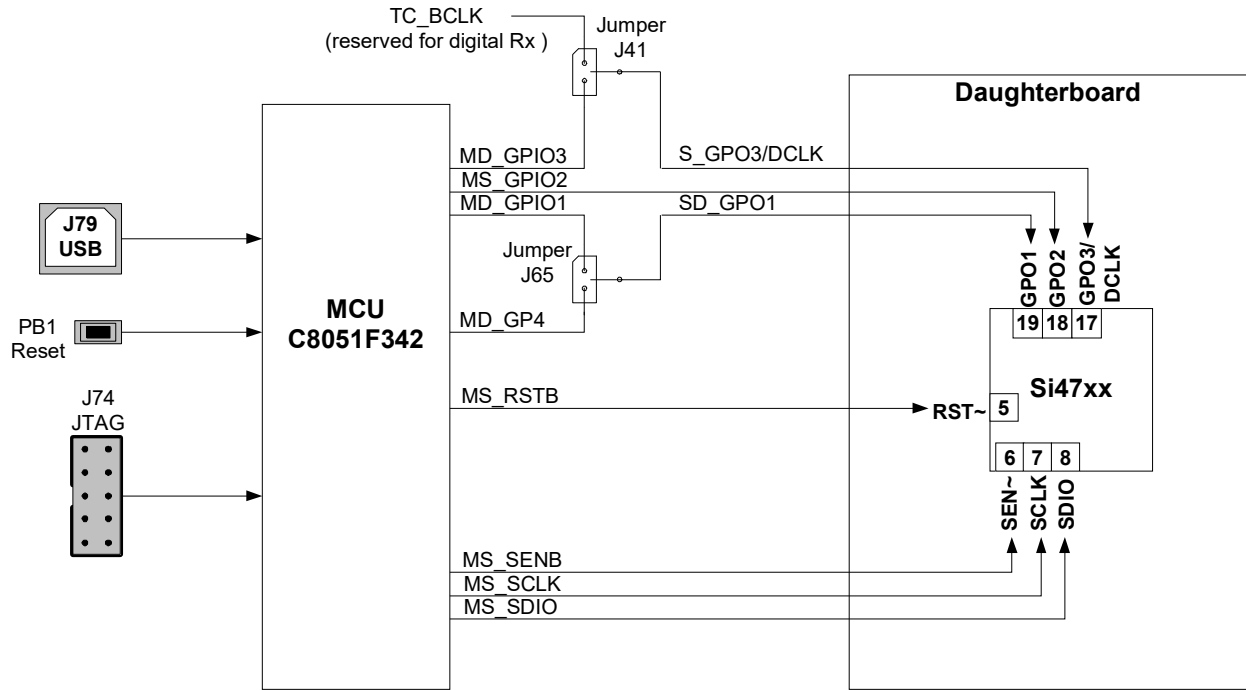 TC_BCLK
(reserved for digital Rx )
Jumper
J41
Daughterboard
MD_GPIO3
S_GPO3/DCLK
MS_GPIO2
MD_GPIO1
SD_GPO1
J79
USB
Jumper
J65
GPO1
GPO2
GPO3/
DCLK
MCU
C8051F342
PB1
Reset
MD_GP4
19 18 17
Si47xx
J74
JTAG
MS_RSTB
RST~
5
6 7 8
SEN~
SCLK
SDIO
MS_SENB
MS_SCLK
MS_SDIO